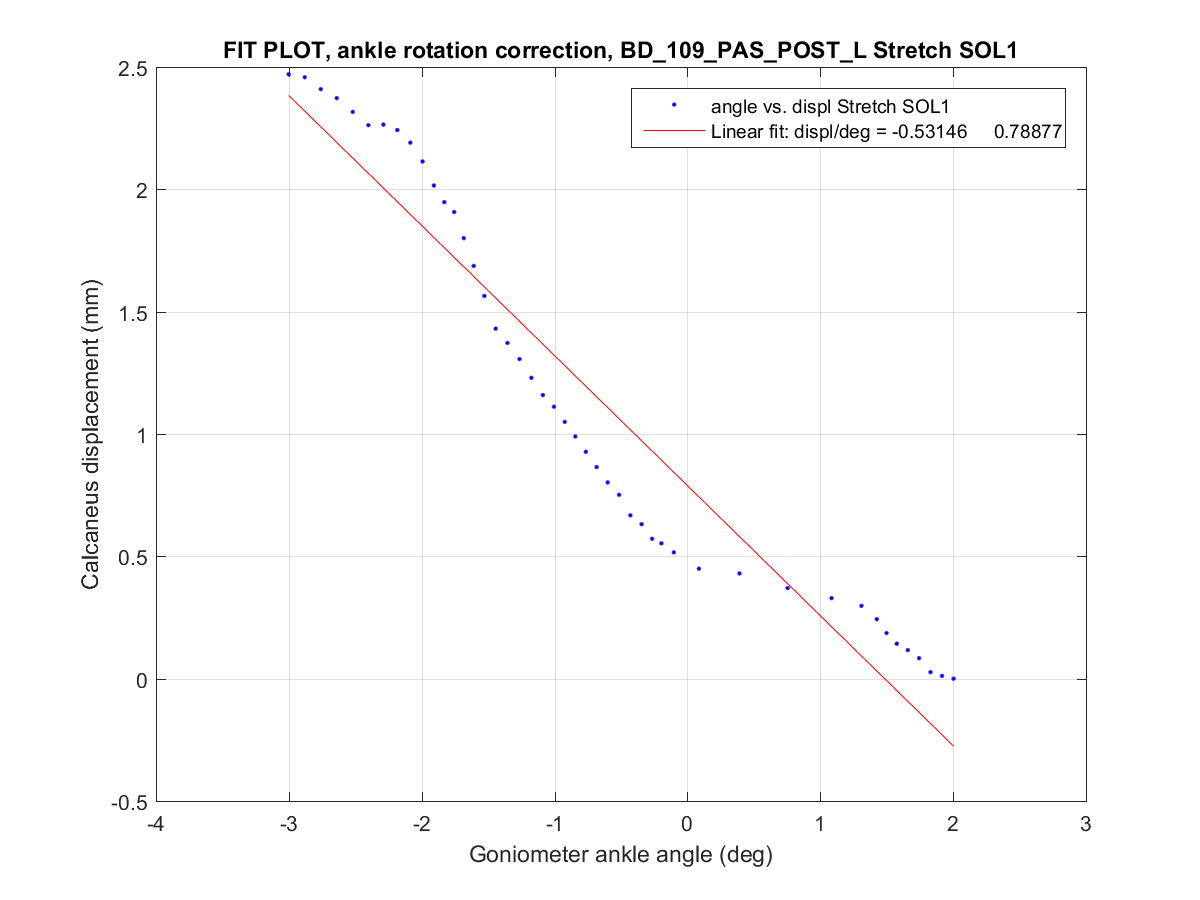 FIT PLOT, ankle rotation correction, BD_109_PAS_POST_L Stretch SOL1
angle vs. displ Stretch SOL1
Linear fit: displ/deg = -0.53146 0.78877
2.5
2
1.5
1
0.5
0
-0.5
Calcaneus displacement (mm)
-4 -3 -2 -1 0 1 2 3
Goniometer ankle angle (deg)